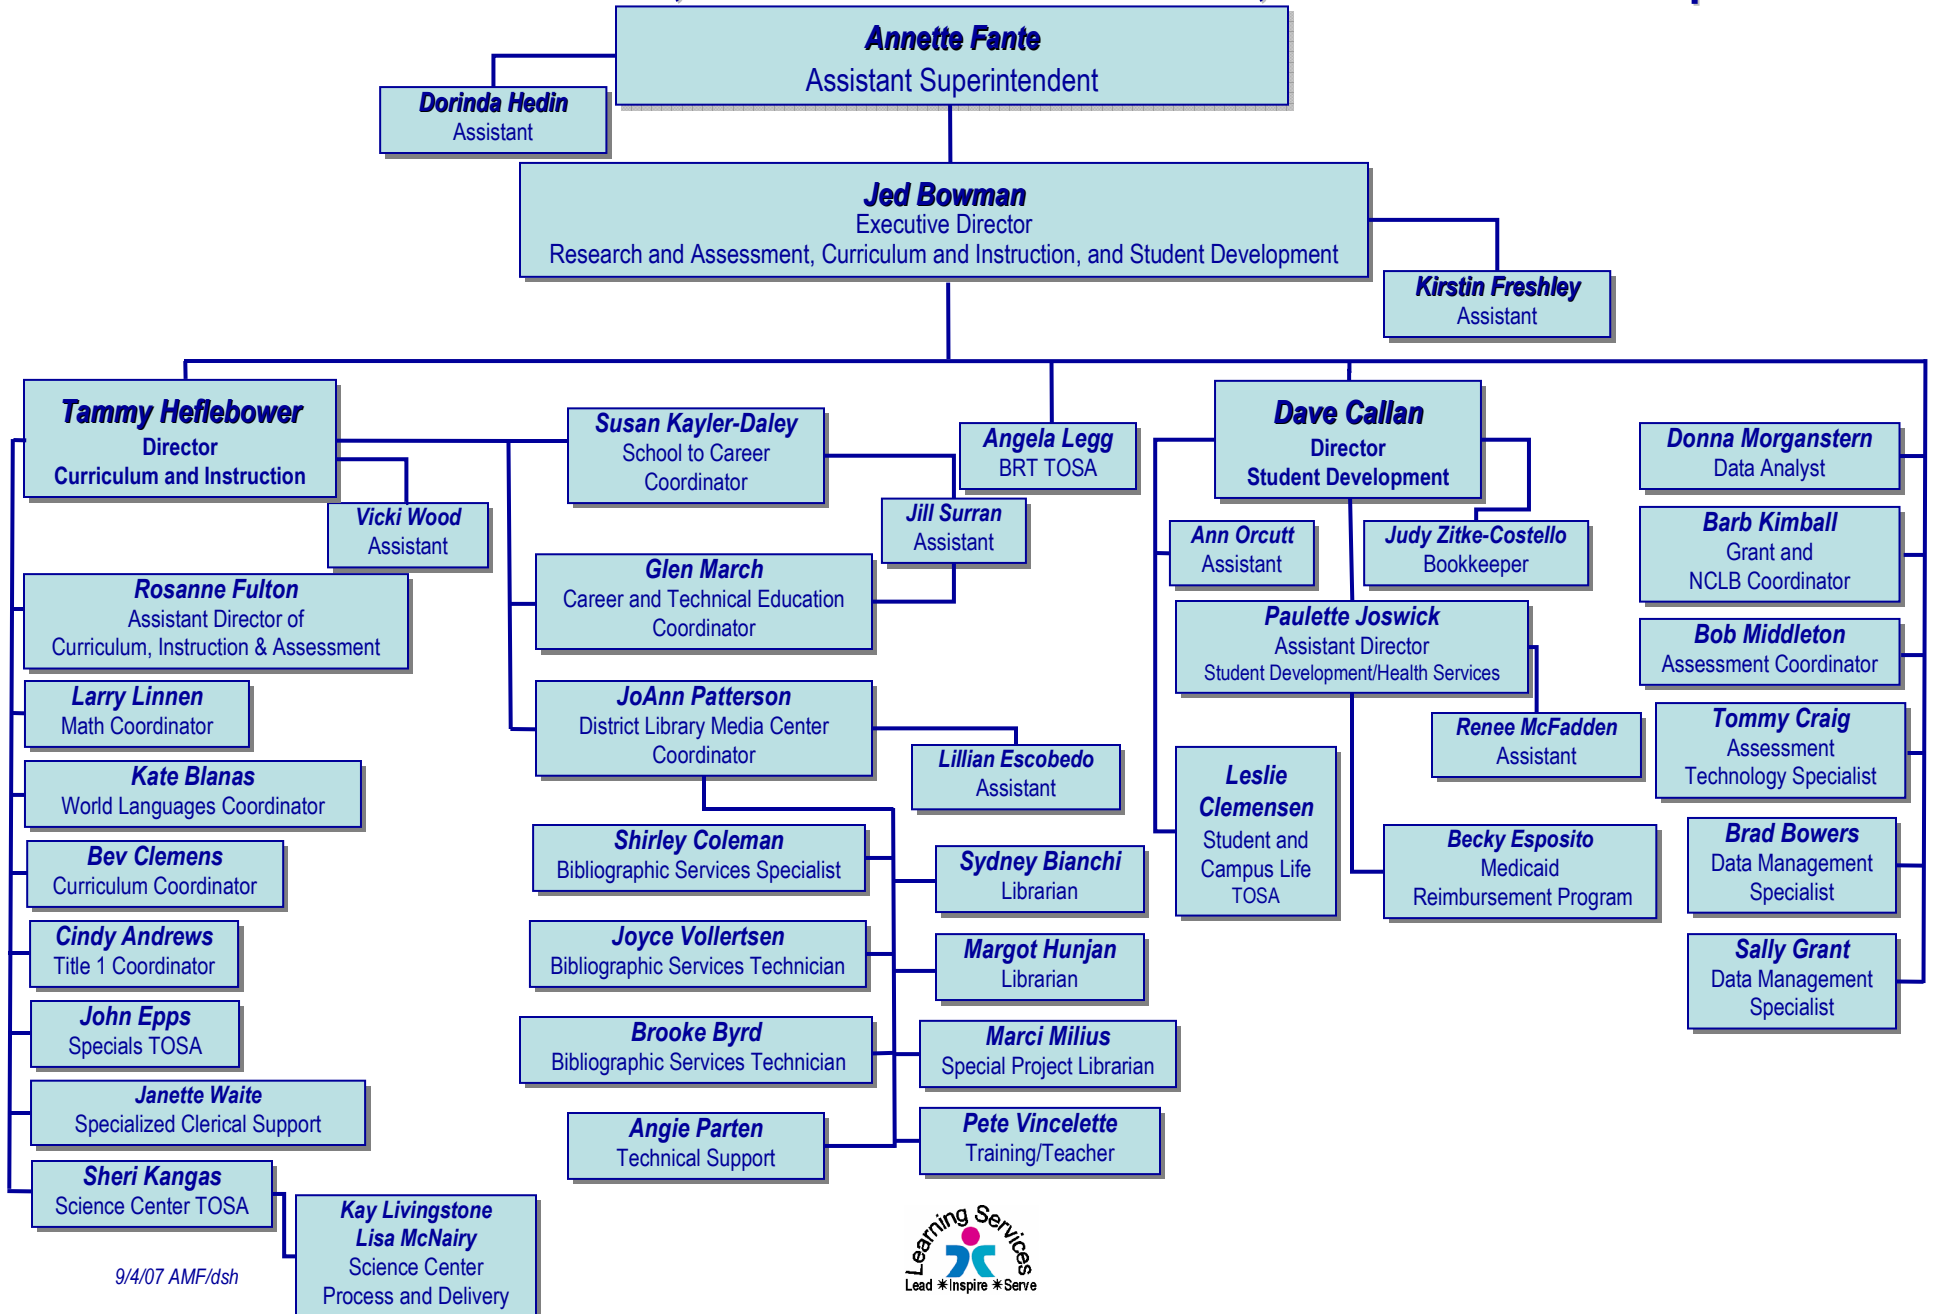 Annette Fante
Assistant Superintendent
Dorinda Hedin
Assistant
Jed Bowman
Executive Director
Research and Assessment, Curriculum and Instruction, and Student Development
Kirstin Freshley
Assistant
Tammy Heflebower
Director
Curriculum and Instruction
Vicki Wood
Assistant
Rosanne Fulton
Assistant Director of
Curriculum, Instruction & Assessment
Larry Linnen
Math Coordinator
Kate Blanas
World Languages Coordinator
Bev Clemens
Curriculum Coordinator
Cindy Andrews
Title 1 Coordinator
John Epps
Specials TOSA
Janette Waite
Specialized Clerical Support
Sheri Kangas
Science Center TOSA
Kay Livingstone
Lisa McNairy
Science Center
Process and Delivery
Susan Kayler-Daley
School to Career
Coordinator
Jill Surran
Assistant
Glen March
Career and Technical Education
Coordinator
JoAnn Patterson
District Library Media Center
Coordinator
Lillian Escobedo
Assistant
Shirley Coleman
Bibliographic Services Specialist
Joyce Vollertsen
Bibliographic Services Technician
Brooke Byrd
Bibliographic Services Technician
Angie Parten
Technical Support
Sydney Bianchi
Librarian
Margot Hunjan
Librarian
Marci Milius
Special Project Librarian
Pete Vincelette
Training/Teacher
Angela Legg
BRT TOSA
Dave Callan
Director
Student Development
Ann Orcutt
Assistant
Judy Zitke-Costello
Bookkeeper
Paulette Joswick
Assistant Director
Student Development/Health Services
Renee McFadden
Assistant
Leslie
Clemensen
Student and
Campus Life
TOSA
Becky Esposito
Medicaid
Reimbursement Program
Donna Morganstern
Data Analyst
Barb Kimball
Grant and
NCLB Coordinator
Bob Middleton
Assessment Coordinator
Tommy Craig
Assessment
Technology Specialist
Brad Bowers
Data Management
Specialist
Sally Grant
Data Management
Specialist
9/4/07 AMF/dsh
Learning Services
Lead ✳Inspire ✳Serve